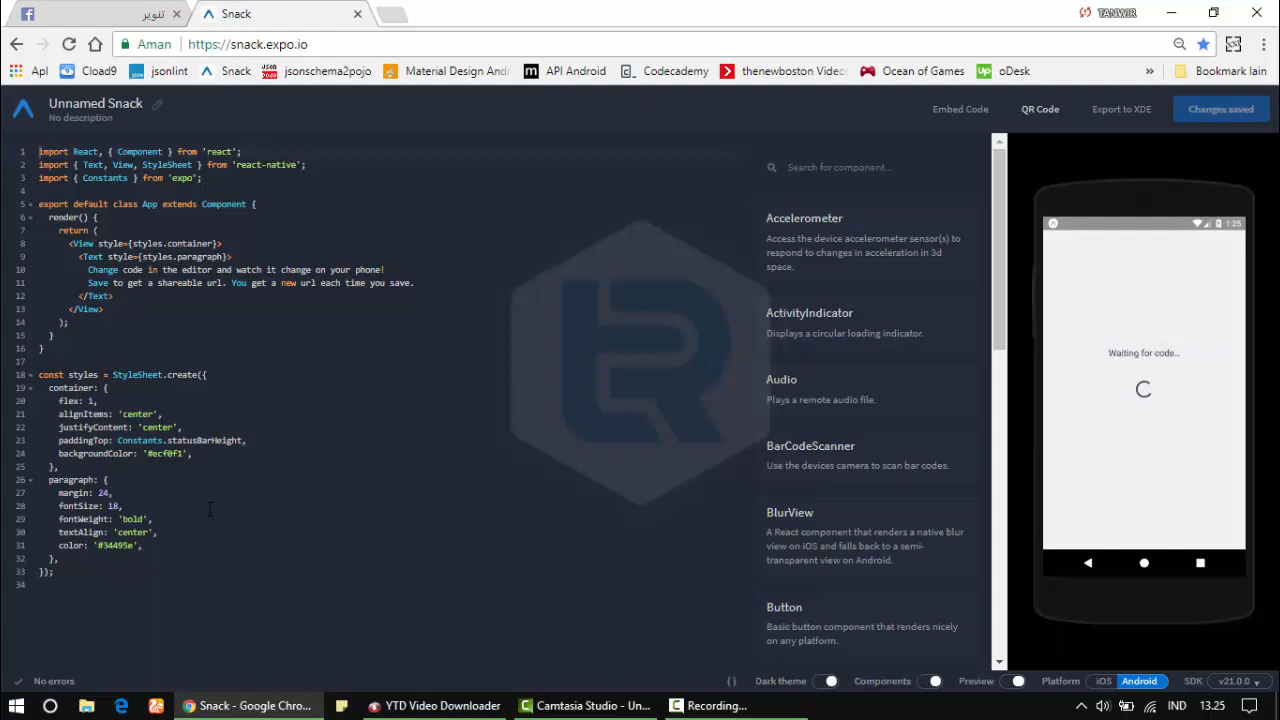 تنوير
Snack
TANWIR
Aman
https://snack.expo.io
Apl
Cloud9
jsonlint
Snack
jsonschema2pojo
Material Design And
API Android
Codecademy
thenewboston Video
Ocean of Games
oDesk
»
Bookmark lain
Unnamed Snack
No description
Embed Code
QR Code
Export to XDE
Changes saved
1 import React, { Component } from 'react';
2 import { Text, View, StyleSheet } from 'react-native';
3 import { Constants } from 'expo';
4
5 export default class App extends Component {
6 render() {
7 return (
8 <View style={styles.container}>
9 <Text style={styles.paragraph}>
10 Change code in the editor and watch it change on your phone!
11 Save to get a shareable url. You get a new url each time you save.
12 </Text>
13 </View>
14 );
15 }
16 }
17
18 const styles = StyleSheet.create({
19 container: {
20 flex: 1,
21 alignItems: 'center',
22 justifyContent: 'center',
23 paddingTop: Constants.statusBarHeight,
24 backgroundColor: '#ecf0f1',
25 },
26 paragraph: {
27 margin: 24,
28 fontSize: 18,
29 fontWeight: 'bold',
30 textAlign: 'center',
31 color: '#34495e',
32 },
33 });
34
Search for component...
Accelerometer
Access the device accelerometer sensor(s) to
respond to changes in acceleration in 3d
space.
ActivityIndicator
Displays a circular loading indicator.
Audio
Plays a remote audio file.
BarCodeScanner
Use the devices camera to scan bar codes.
BlurView
A React component that renders a native blur
view on iOS and falls back to a semi-
transparent view on Android.
Button
Basic button component that renders nicely
on any platform.
1:25
Waiting for code...
No errors
{ }
Dark theme
Components
Preview
Platform
iOS
Android
SDK
v21.0.0
Snack - Google Chro...
YTD Video Downloader
Camtasia Studio - Un...
Recording...
IND
13.25